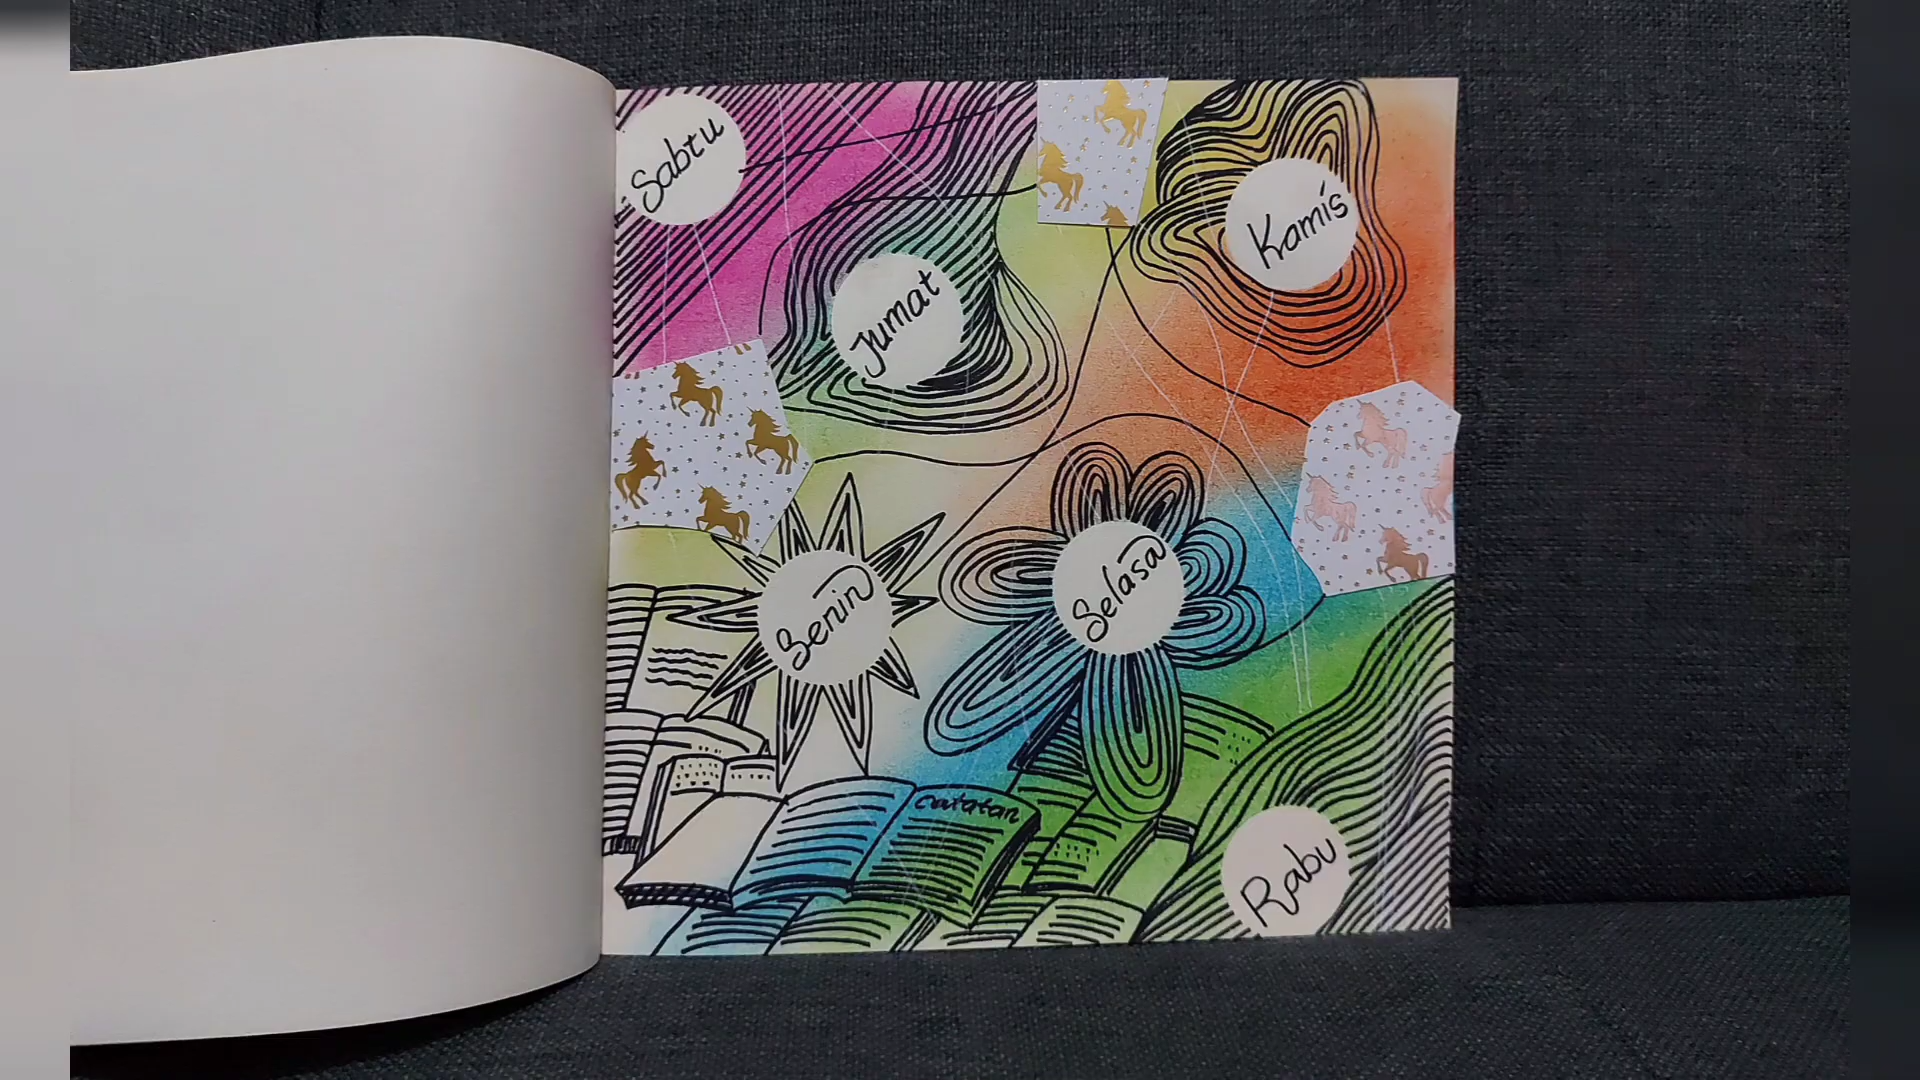 Sabtu
Kamis
Jumat
Senin
Selasa
Catatan
Rabu